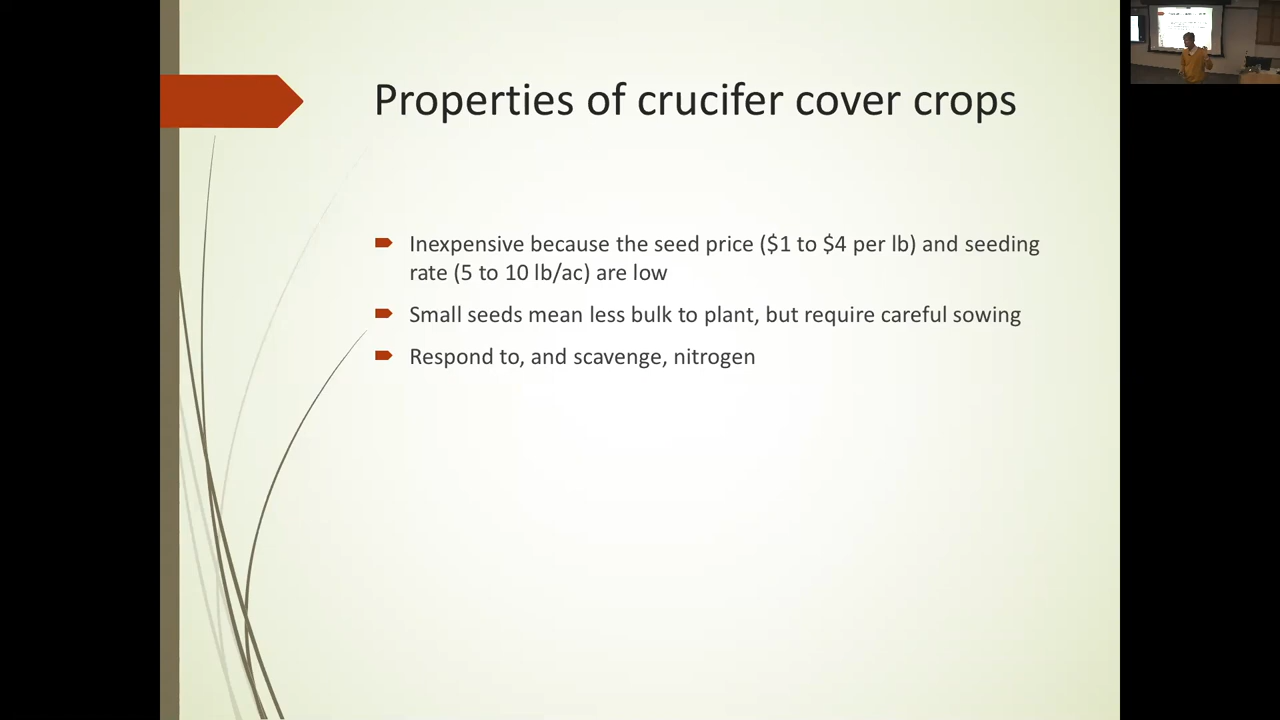 Properties of crucifer cover crops
Inexpensive because the seed price ($1 to $4 per lb) and seeding
rate (5 to 10 lb/ac) are low
Small seeds mean less bulk to plant, but require careful sowing
Respond to, and scavenge, nitrogen